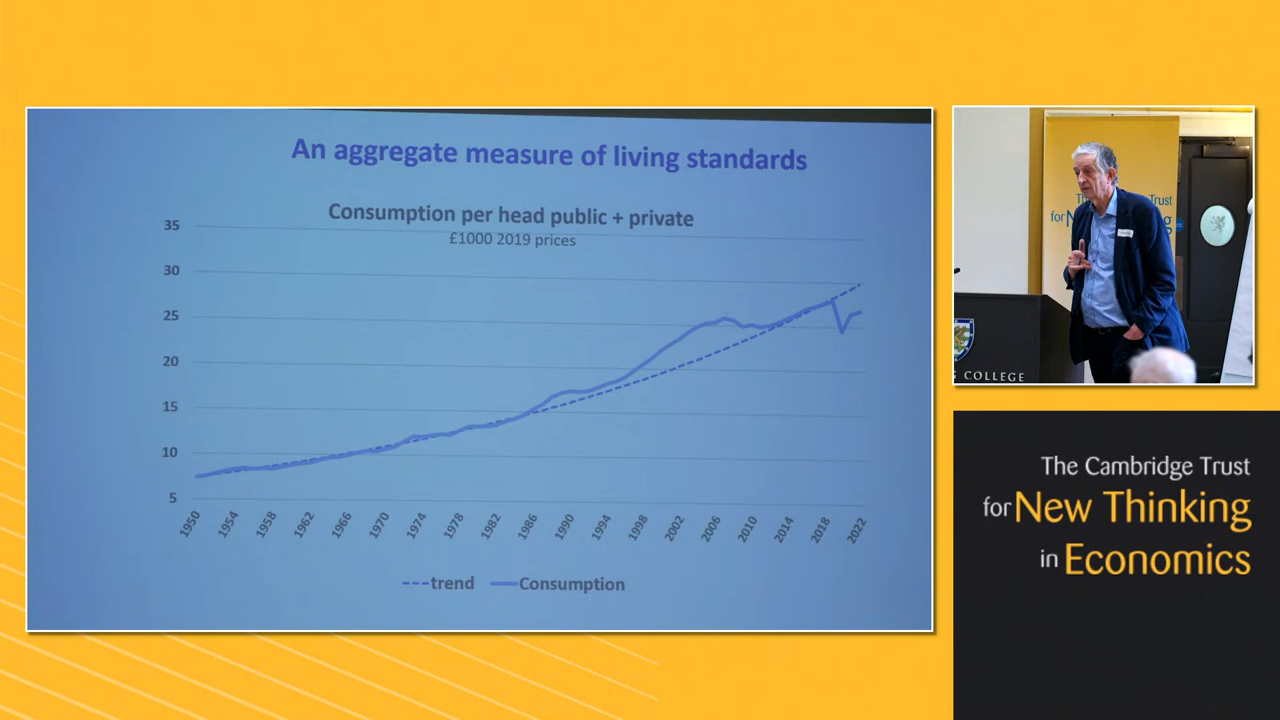 An aggregate measure of living standards
Consumption per head public + private
£1000 2019 prices
35
30
25
20
15
10
5
1950
1954
1958
1962
1966
1970
1974
1978
1982
1986
1990
1994
1998
2002
2006
2010
2014
2018
2022
trend
Consumption
Trust
for
COLLEGE
The Cambridge Trust
for New Thinking
in Economics